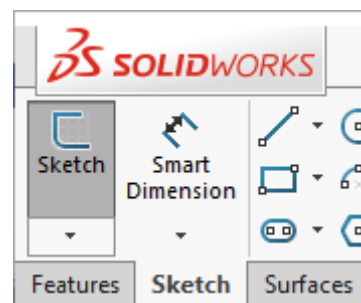 SOLIDWORKS
Sketch
Smart
Dimension
Features
Sketch
Surfaces